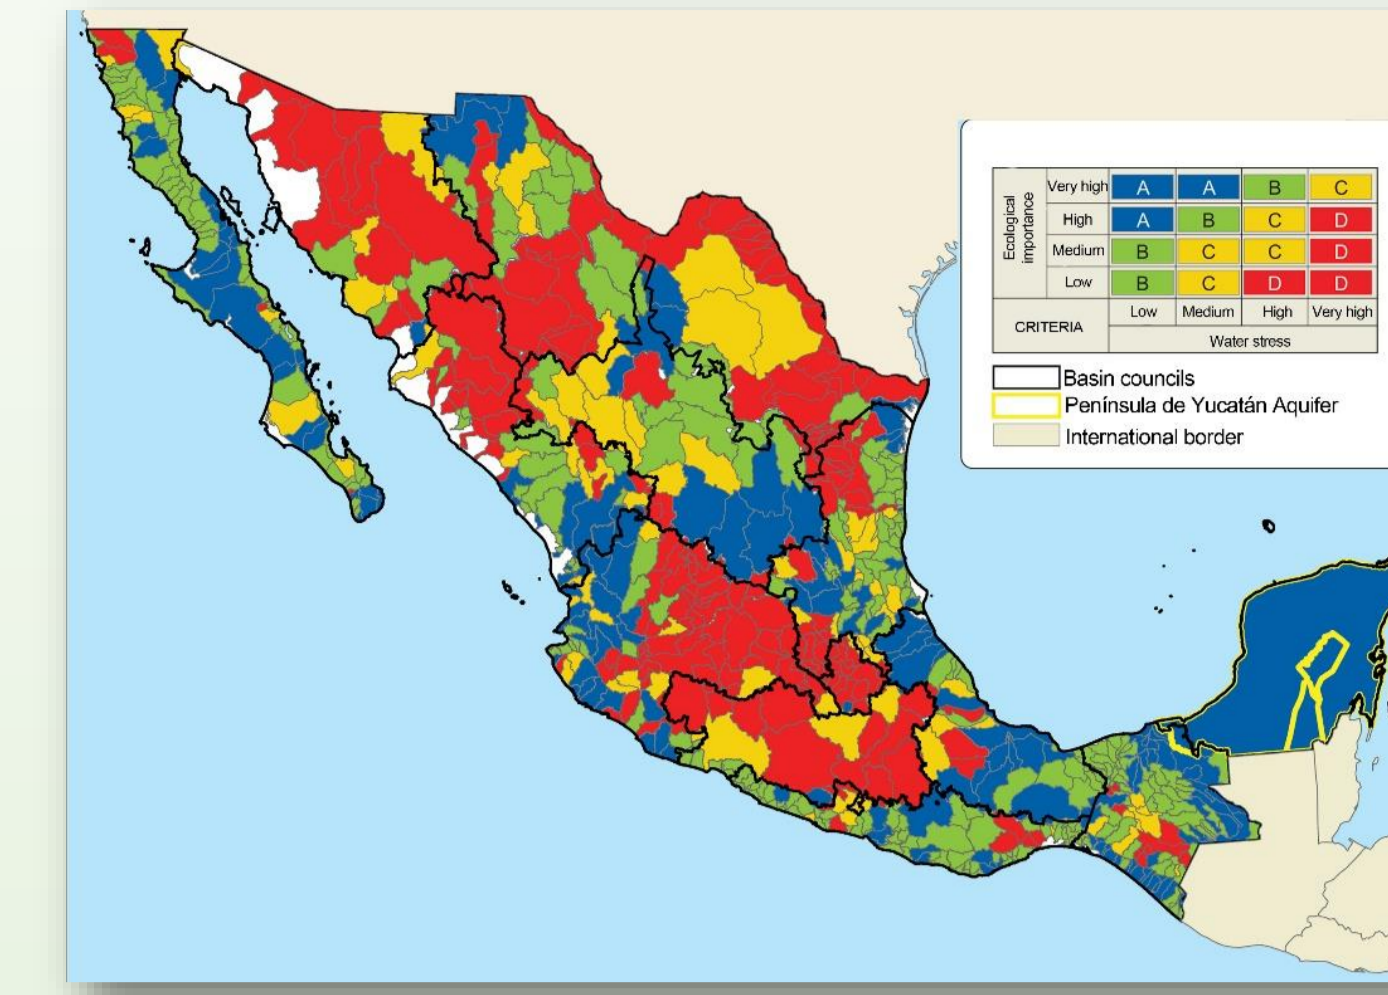 Ecological importance
Very high A A B C
High A B C D
Medium B C C D
Low B C D D
CRITERIA Low Medium High Very high
Water stress
Basin councils
Península de Yucatán Aquifer
International border